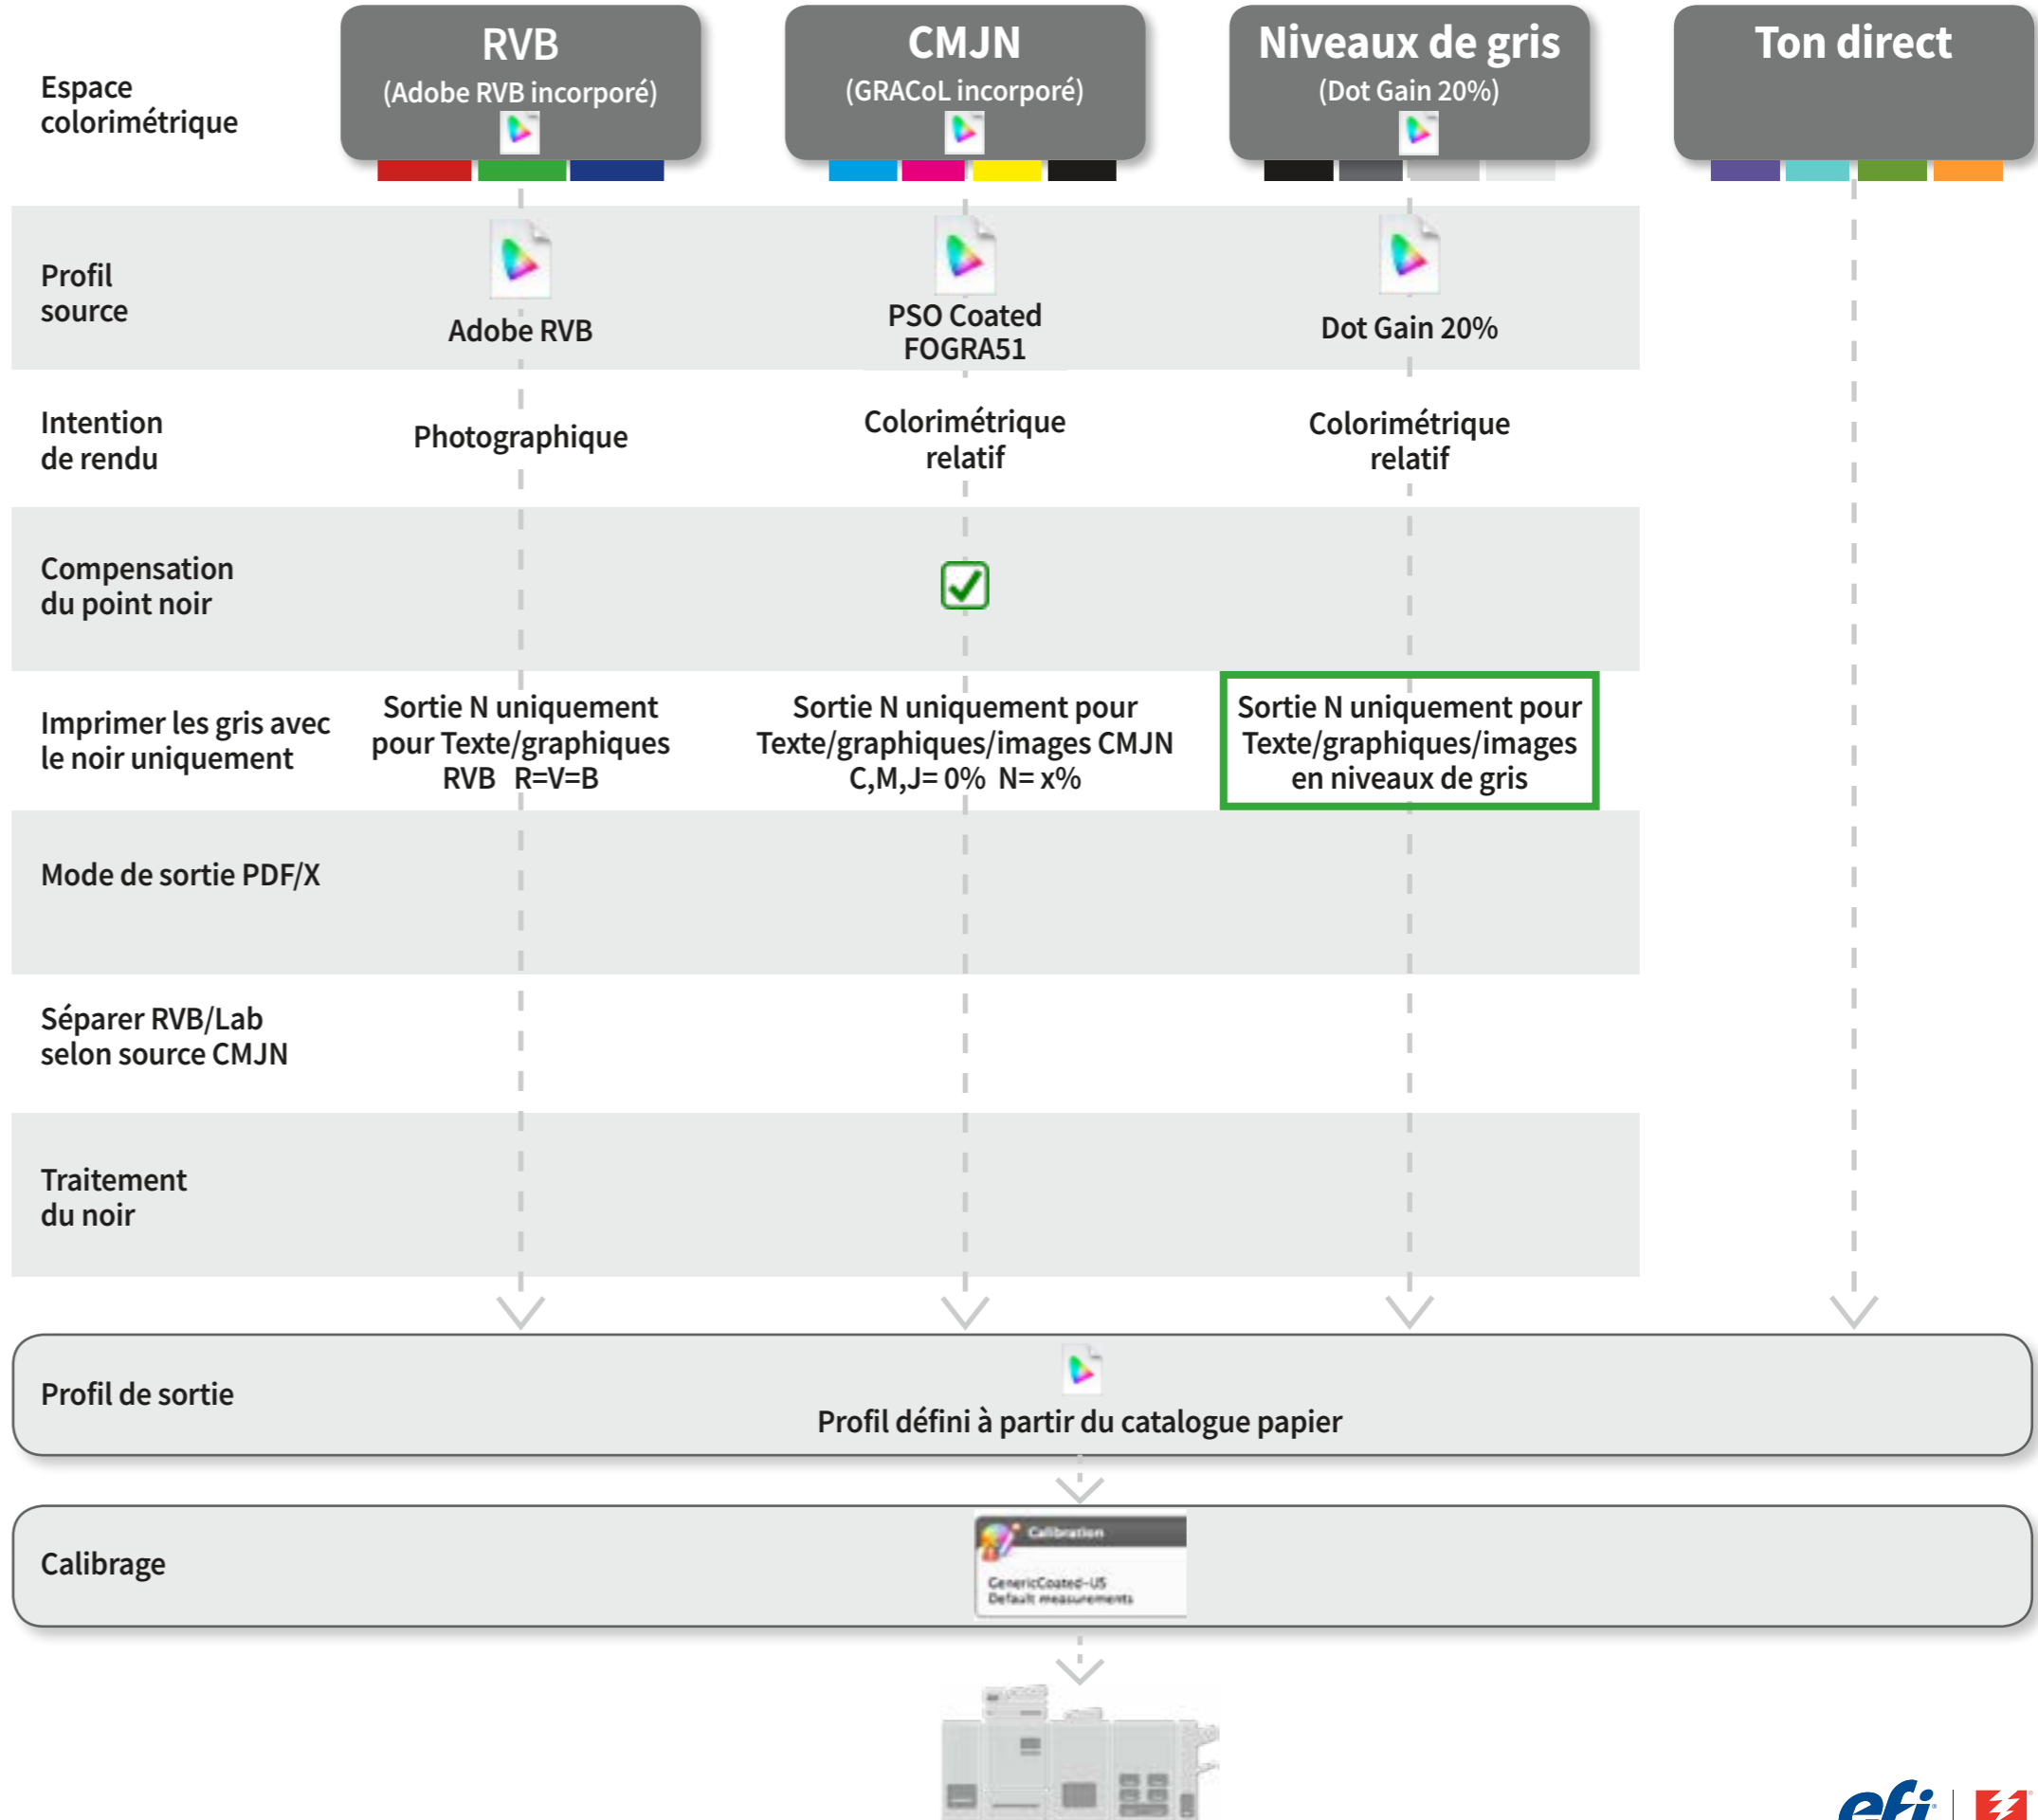 RVB
(Adobe RVB incorporé)
CMJN
(GRACoL incorporé)
Niveaux de gris
(Dot Gain 20%)
Ton direct
Espace
colorimétrique
Profil
source
Adobe RVB
PSO Coated
FOGRA51
Dot Gain 20%
Intention
de rendu
Photographique
Colorimétrique
relatif
Colorimétrique
relatif
Compensation
du point noir
Imprimer les gris avec
le noir uniquement
Sortie N uniquement
pour Texte/graphiques
RVB R=V=B
Sortie N uniquement pour
Texte/graphiques/images CMJN
C,M,J= 0% N= x%
Sortie N uniquement pour
Texte/graphiques/images
en niveaux de gris
Mode de sortie PDF/X
Séparer RVB/Lab
selon source CMJN
Traitement
du noir
Profil de sortie
Profil défini à partir du catalogue papier
Calibrage
Calibration
GenericCoated-US
Default measurements
efi